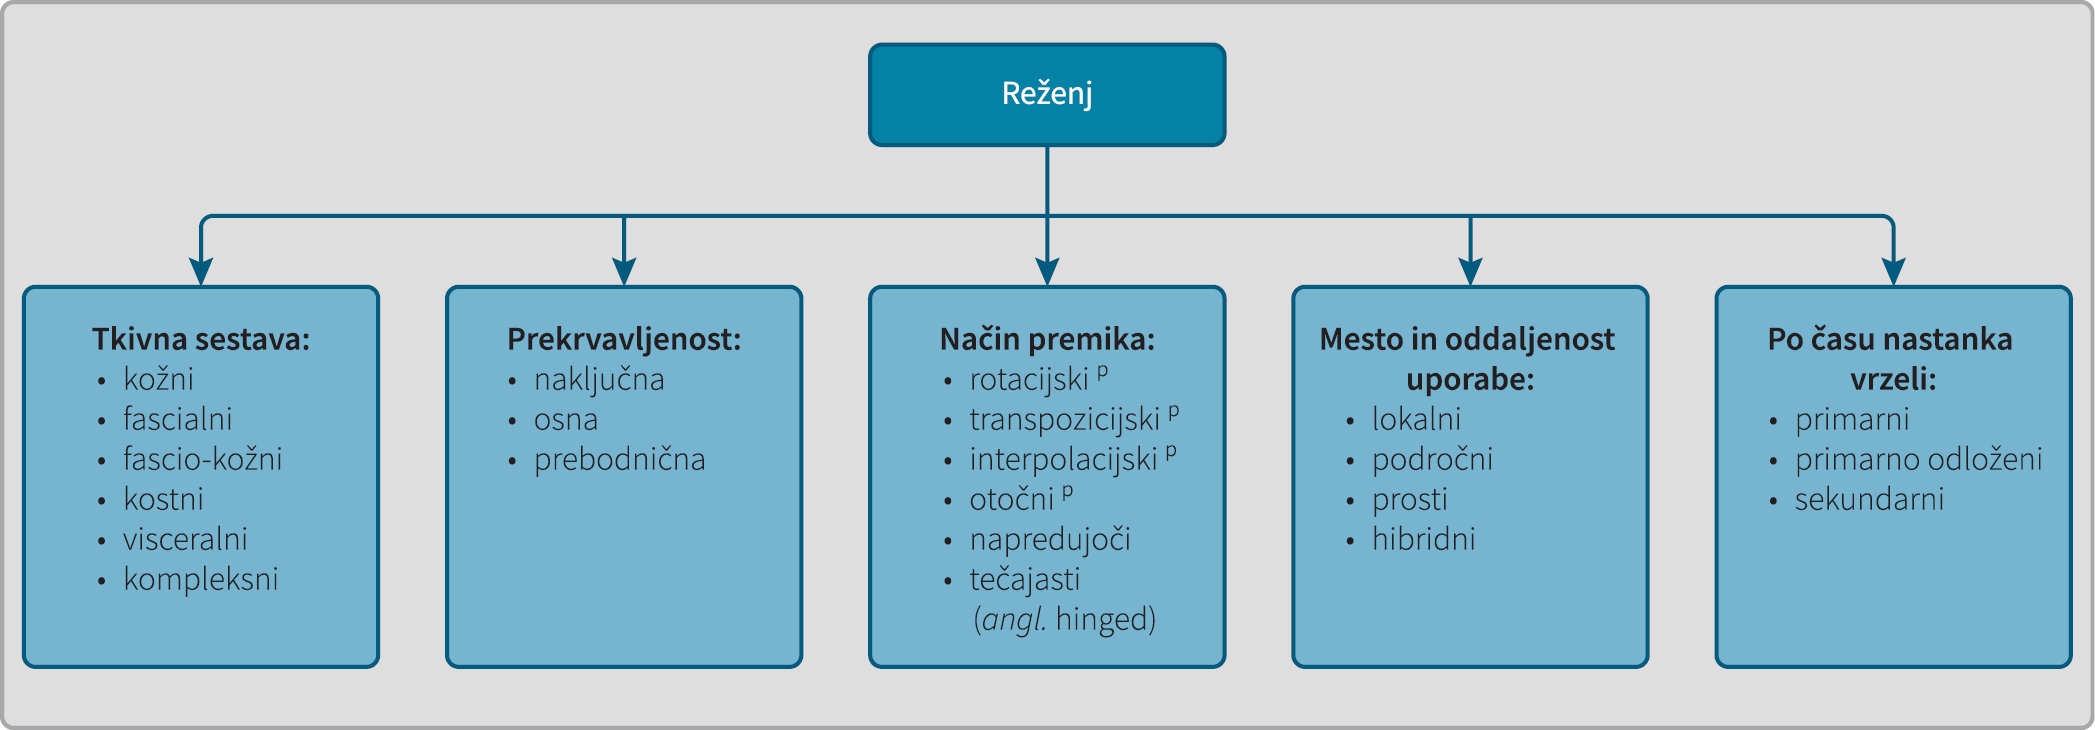 Reženj
Tkivna sestava:
• kožni
• fascialni
• fascio-kožni
• kostni
• visceralni
• kompleksni
Prekrvavljenost:
• naključna
• osna
• prebodnična
Način premika:
• rotacijski p
• transpozicijski p
• interpolacijski p
• otočni p
• napredujoči
• tečajasti
(angl. hinged)
Mesto in oddaljenost
uporabe:
• lokalni
• področni
• prosti
• hibridni
Po času nastanka
vrzeli:
• primarni
• primarno odloženi
• sekundarni